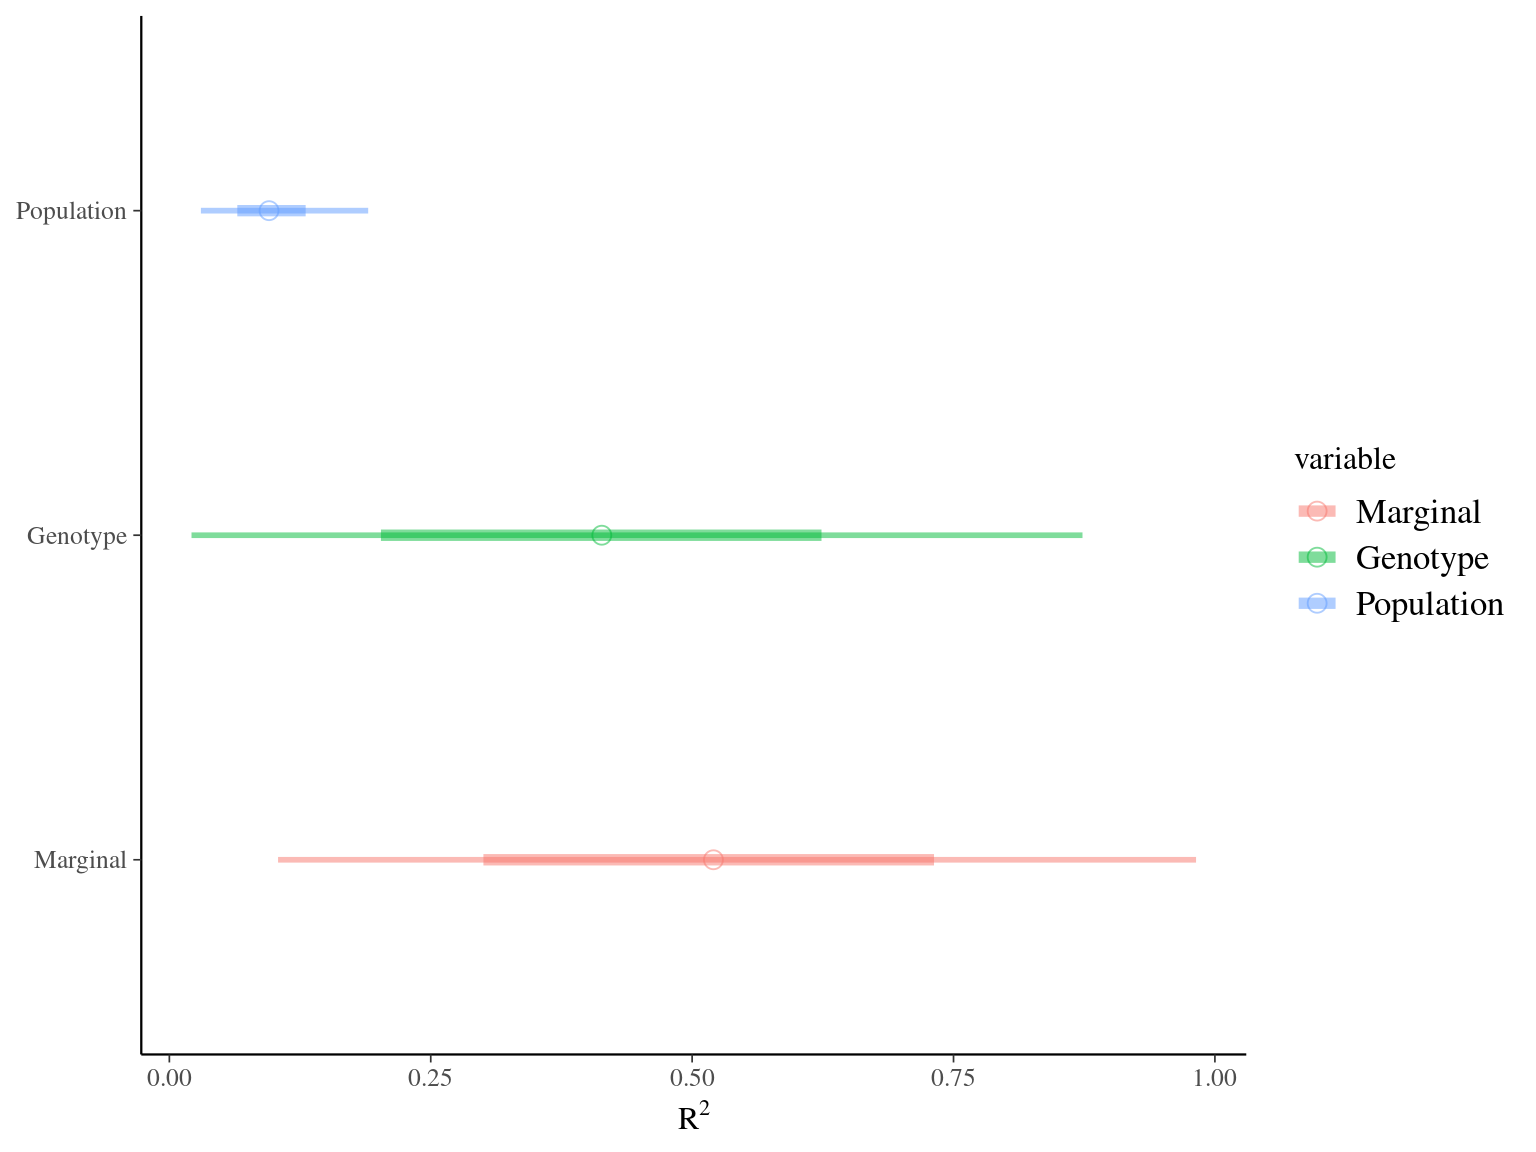 Population
Genotype
Marginal
0.00 0.25 0.50 0.75 1.00
R²
variable
Marginal
Genotype
Population